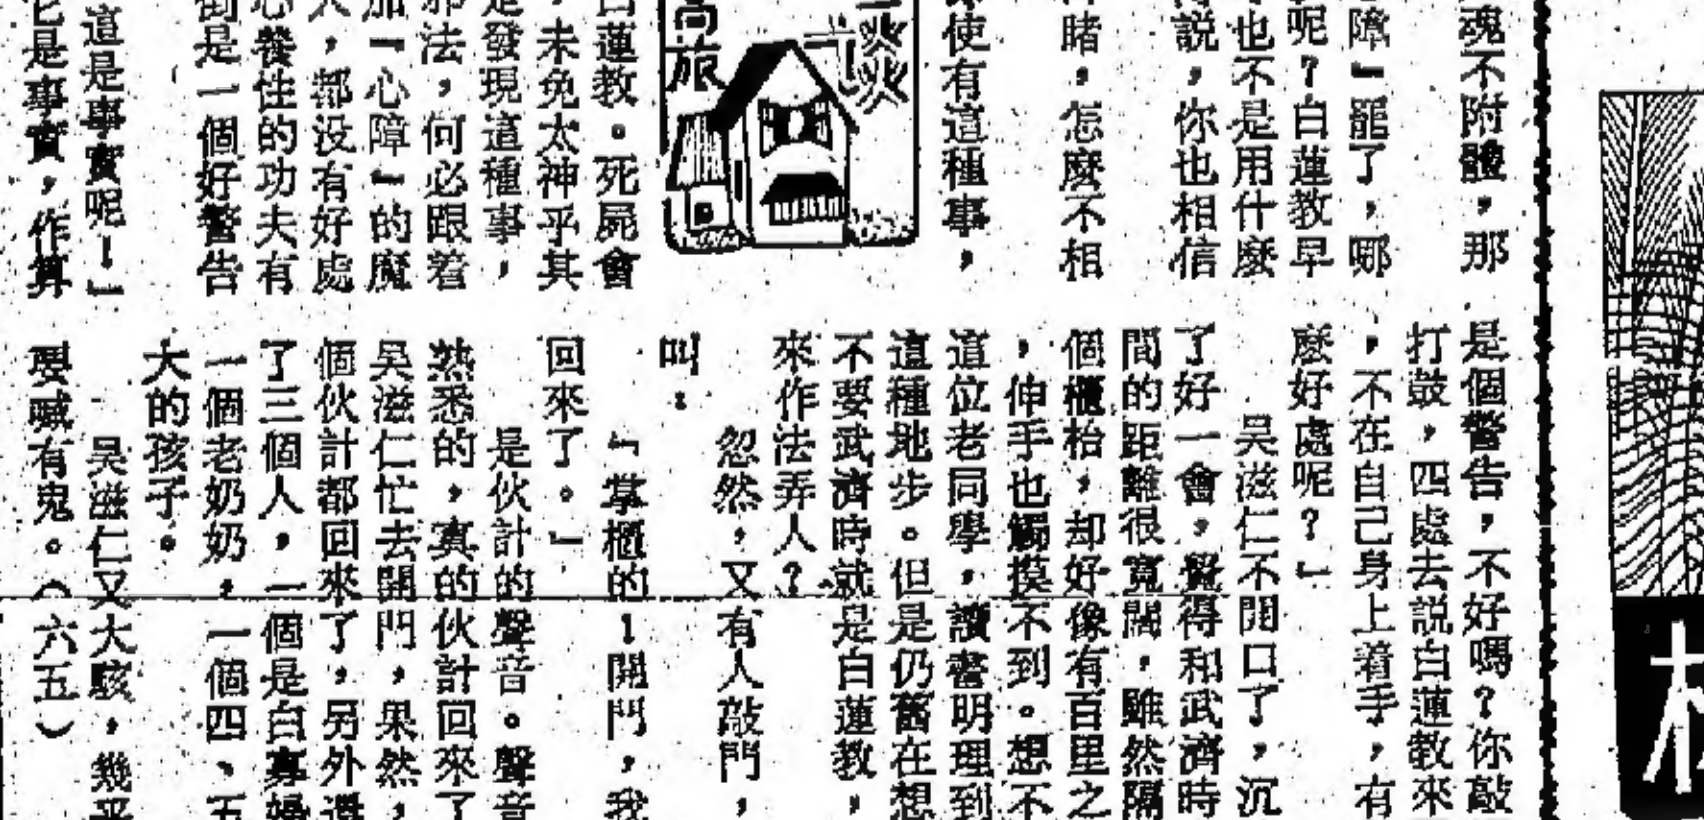 魂不附體，那
障』罷了，哪
呢？白蓮教早
也不是用什麼
説，你也相信
睹，怎麼不相
使有這種事，
談
高旅
白蓮教。死屍會
，未免太神乎其
是發現這種事，
邪法，何必跟着
加『心障』的魔
人，都没有好處
心養性的功夫有
倒是一個好警告
這是事實呢！」
是事實，作算
是個警告，不好嗎？你敲
打鼓，四處去説白蓮教來
，不在自己身上着手，有
麽好處呢？」
吳滋仁不開口了，沉
了好一會，覺得和武濟時
間的距離很寬闊，雖然隔
個櫃枱，却好像有百里之
，伸手也觸摸不到。想不
這位老同學，讀書明理到
這種地步。但是仍舊在想
不要武濟時就是白蓮教，
來作法弄人？
忽然，又有人敲門，
叫：
「掌櫃的！開門，我
回來了。」
是伙計的聲音。聲音
熟悉的，真的伙計回來了
吳滋仁忙去開門，果然，
個伙計都回來了，另外還
了三個人，一個是白寡婦
一個老奶奶，一個四、五
大的孩子。
吳滋仁又大駭，幾乎
要喊有鬼。（六五）